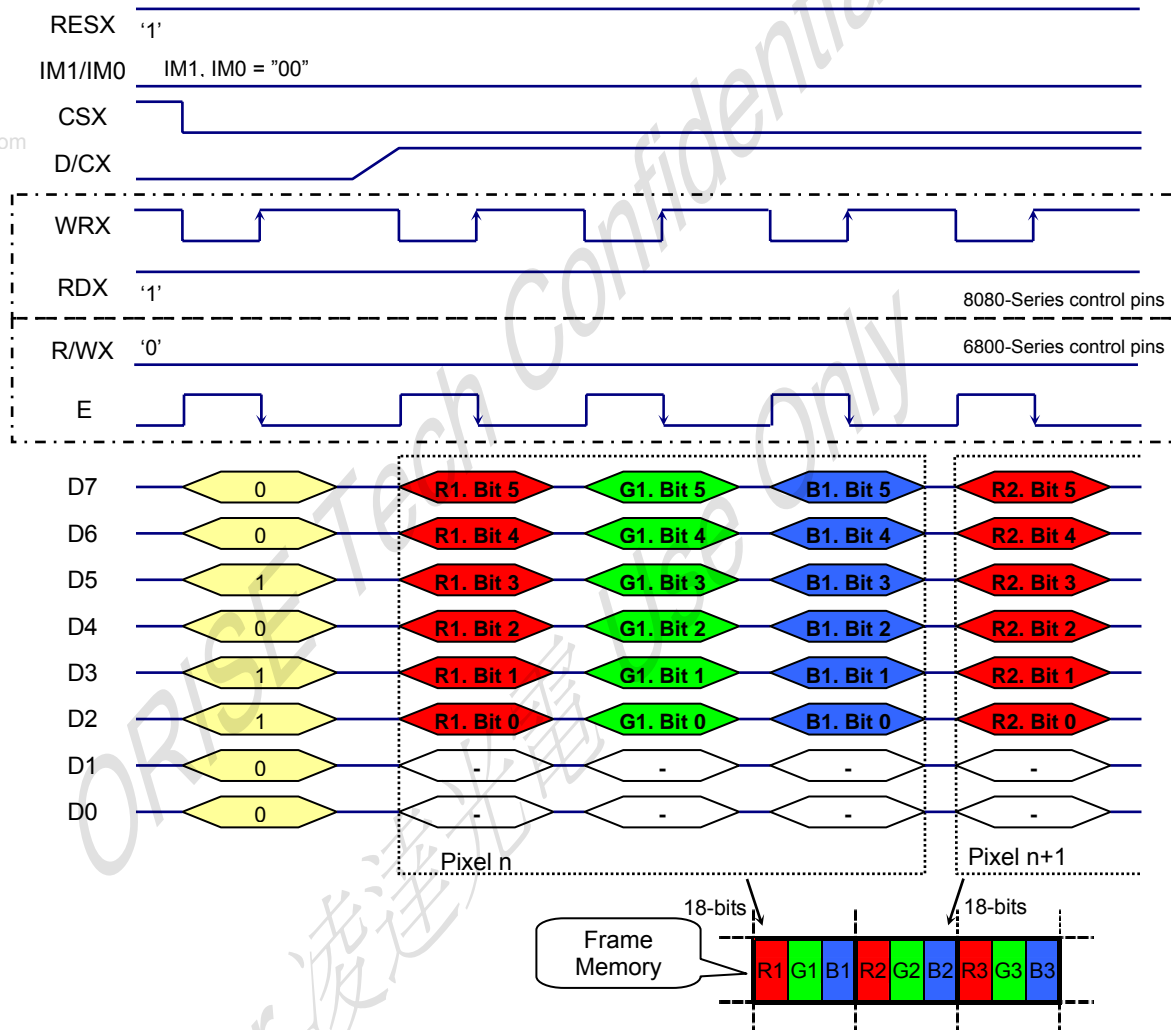 RESX '1'
IM1/IM0 IM1, IM0 = "00"
CSX
om
D/CX
WRX
RDX '1'
8080-Series control pins
R/WX '0'
6800-Series control pins
E
D7 0 R1. Bit 5 G1. Bit 5 B1. Bit 5 R2. Bit 5
D6 0 R1. Bit 4 G1. Bit 4 B1. Bit 4 R2. Bit 4
D5 1 R1. Bit 3 G1. Bit 3 B1. Bit 3 R2. Bit 3
D4 0 R1. Bit 2 G1. Bit 2 B1. Bit 2 R2. Bit 2
D3 1 R1. Bit 1 G1. Bit 1 B1. Bit 1 R2. Bit 1
D2 1 R1. Bit 0 G1. Bit 0 B1. Bit 0 R2. Bit 0
D1 0 - - - -
D0 0 - - - -
Pixel n Pixel n+1
18-bits 18-bits
Frame
Memory
R1 G1 B1 R2 G2 B2 R3 G3 B3
ORISE Tech Confidential
凌達光電 Use Only